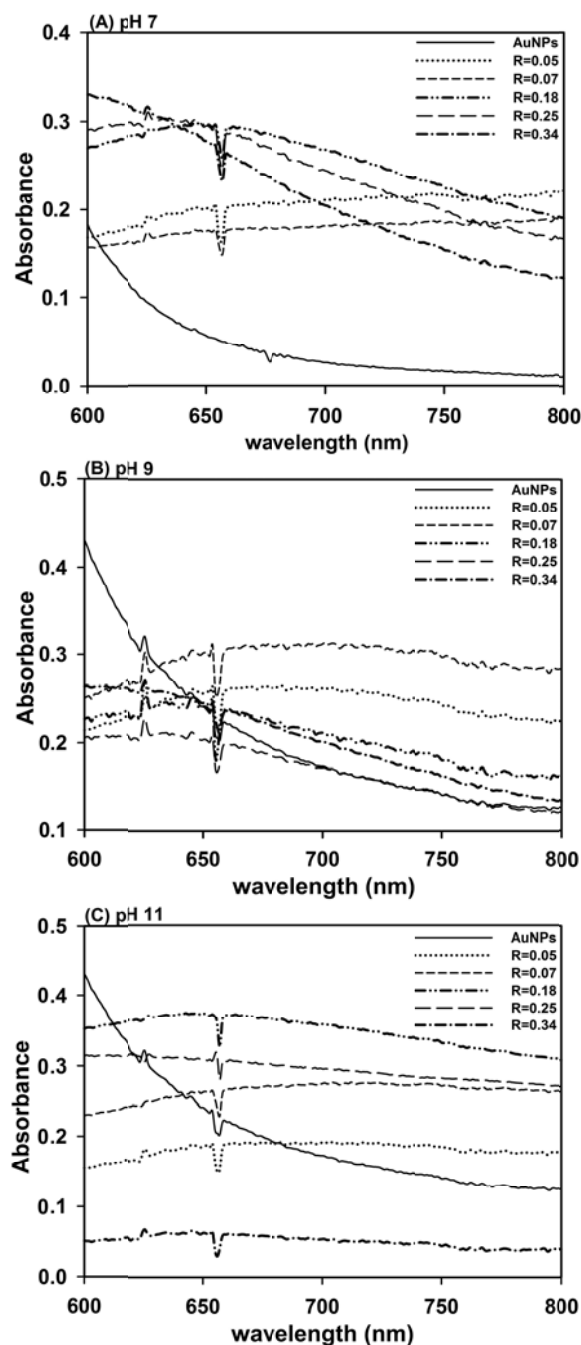 (A) pH 7
AuNPs
R=0.05
R=0.07
R=0.18
R=0.25
R=0.34
0.4
0.3
0.2
0.1
0.0
Absorbance
600 650 700 750 800
wavelength (nm)
(B) pH 9
AuNPs
R=0.05
R=0.07
R=0.18
R=0.25
R=0.34
0.5
0.4
0.3
0.2
0.1
Absorbance
600 650 700 750 800
wavelength (nm)
(C) pH 11
AuNPs
R=0.05
R=0.07
R=0.18
R=0.25
R=0.34
0.5
0.4
0.3
0.2
0.1
0.0
Absorbance
600 650 700 750 800
wavelength (nm)